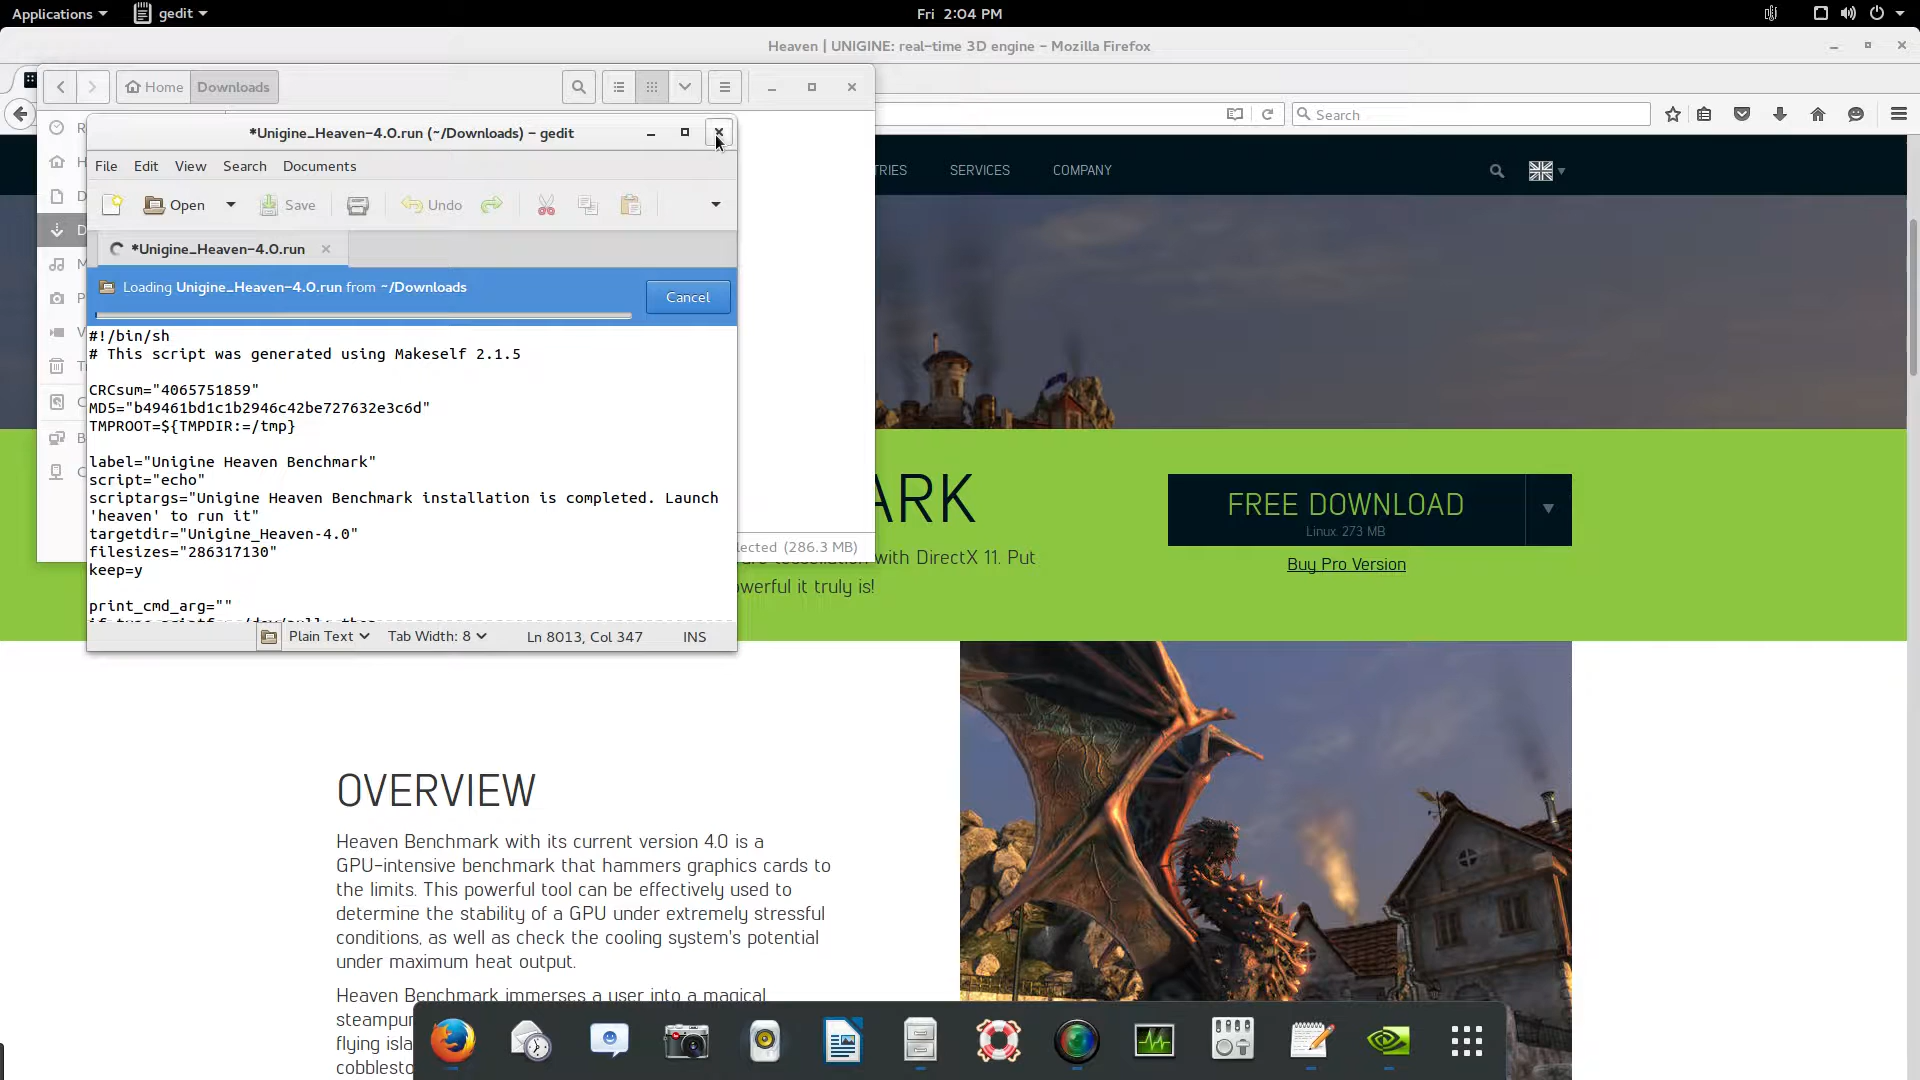 Applications
gedit
Fri 2:04 PM
Heaven | UNIGINE: real-time 3D engine - Mozilla Firefox
Home
Downloads
Search
*Unigine_Heaven-4.0.run (~/Downloads) - gedit
File Edit View Search Documents
SERVICES
COMPANY
Open
Save
Undo
*Unigine_Heaven-4.0.run
Loading Unigine_Heaven-4.0.run from ~/Downloads
Cancel
#!/bin/sh
# This script was generated using Makeself 2.1.5
CRCsum="4065751859"
MD5="b49461bd1c1b2946c42be727632e3c6d"
TMPROOT=${TMPDIR:=/tmp}
label="Unigine Heaven Benchmark"
script="echo"
scriptargs="Unigine Heaven Benchmark installation is completed. Launch
'heaven' to run it"
targetdir="Unigine_Heaven-4.0"
filesizes="286317130"
keep=y
print_cmd_arg=""
Plain Text
Tab Width: 8
Ln 8013, Col 347
INS
(286.3 MB)
ARK
with DirectX 11. Put
it truly is!
FREE DOWNLOAD
Linux. 273 MB
Buy Pro Version
OVERVIEW
Heaven Benchmark with its current version 4.0 is a
GPU-intensive benchmark that hammers graphics cards to
the limits. This powerful tool can be effectively used to
determine the stability of a GPU under extremely stressful
conditions, as well as check the cooling system's potential
under maximum heat output.
Heaven Benchmark immerses a user into a magical